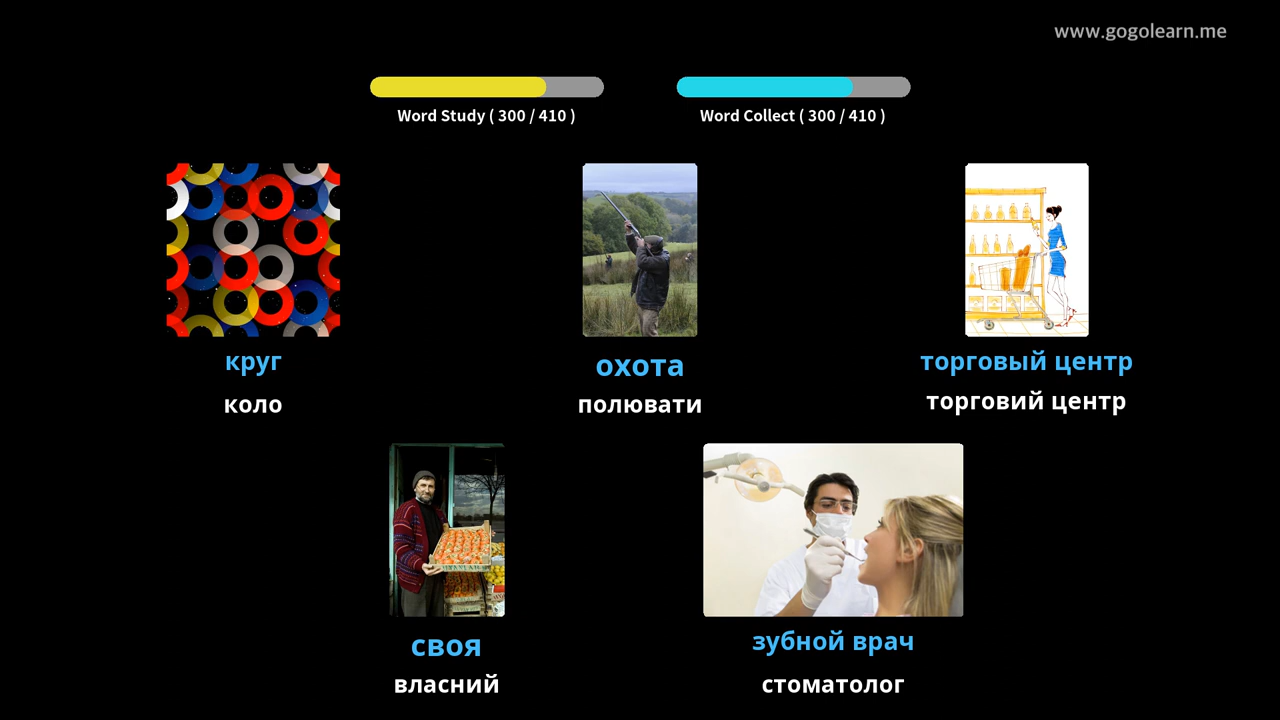 www.gogolearn.me
Word Study ( 300 / 410 )
Word Collect ( 300 / 410 )
круг
коло
охота
полювати
торговый центр
торговий центр
своя
власний
зубной врач
стоматолог